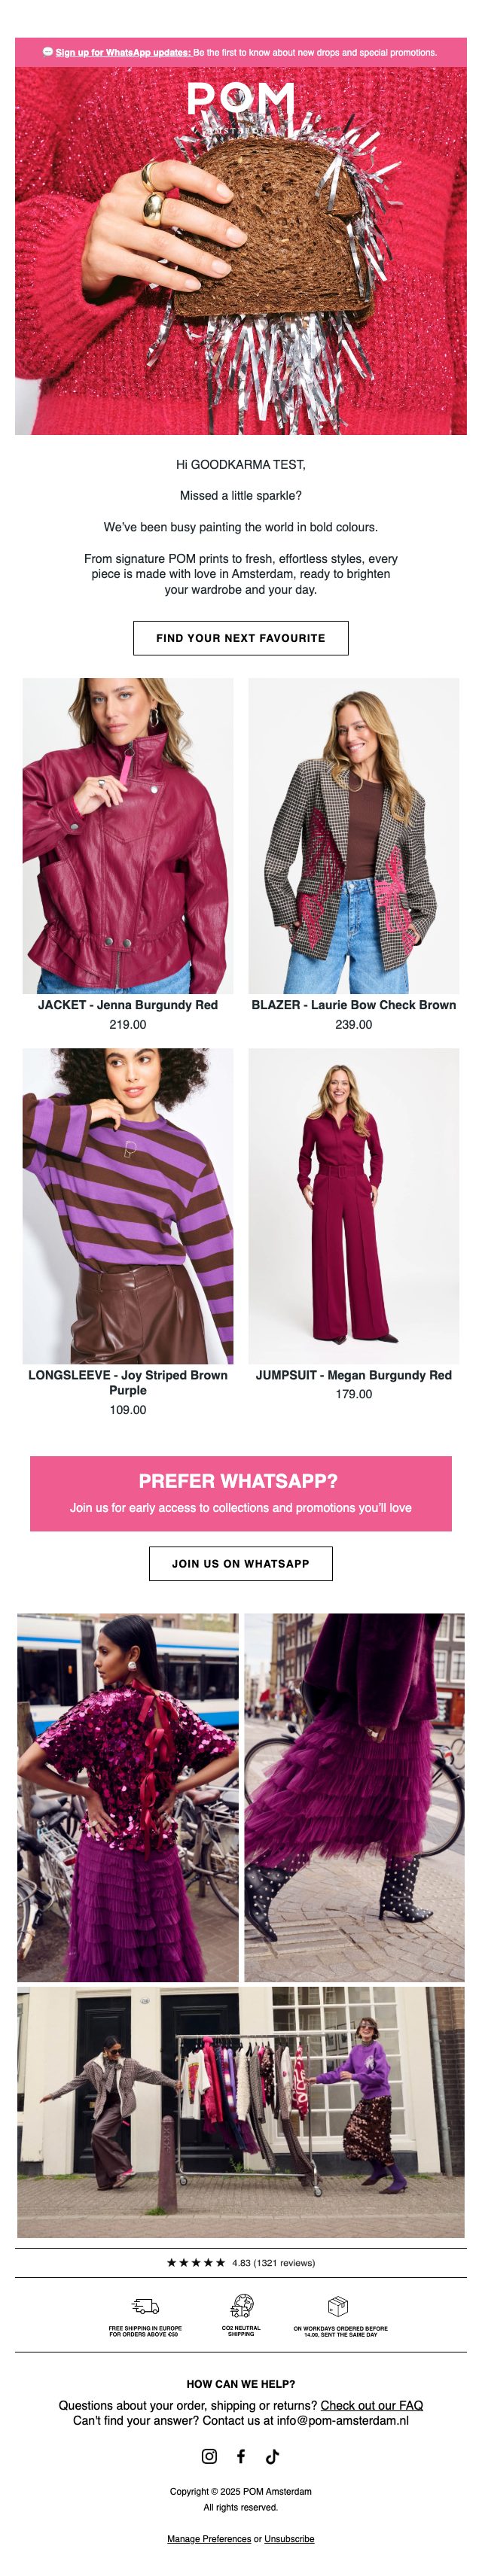 Sign up for WhatsApp updates: Be the first to know about new drops and special promotions.
POM
AMSTERDAM
Hi GOODKARMA TEST,
Missed a little sparkle?
We've been busy painting the world in bold colours.
From signature POM prints to fresh, effortless styles, every
piece is made with love in Amsterdam, ready to brighten
your wardrobe and your day.
FIND YOUR NEXT FAVOURITE
JACKET - Jenna Burgundy Red
219.00
BLAZER - Laurie Bow Check Brown
239.00
LONGSLEEVE - Joy Striped Brown
Purple
109.00
JUMPSUIT - Megan Burgundy Red
179.00
PREFER WHATSAPP?
Join us for early access to collections and promotions you'll love
JOIN US ON WHATSAPP
4.83 (1321 reviews)
FREE SHIPPING IN EUROPE
FOR ORDERS ABOVE €50
CO2 NEUTRAL
SHIPPING
ON WORKDAYS ORDERED BEFORE
14.00, SENT THE SAME DAY
HOW CAN WE HELP?
Questions about your order, shipping or returns? Check out our FAQ
Can't find your answer? Contact us at info@pom-amsterdam.nl
Copyright © 2025 POM Amsterdam
All rights reserved.
Manage Preferences or Unsubscribe